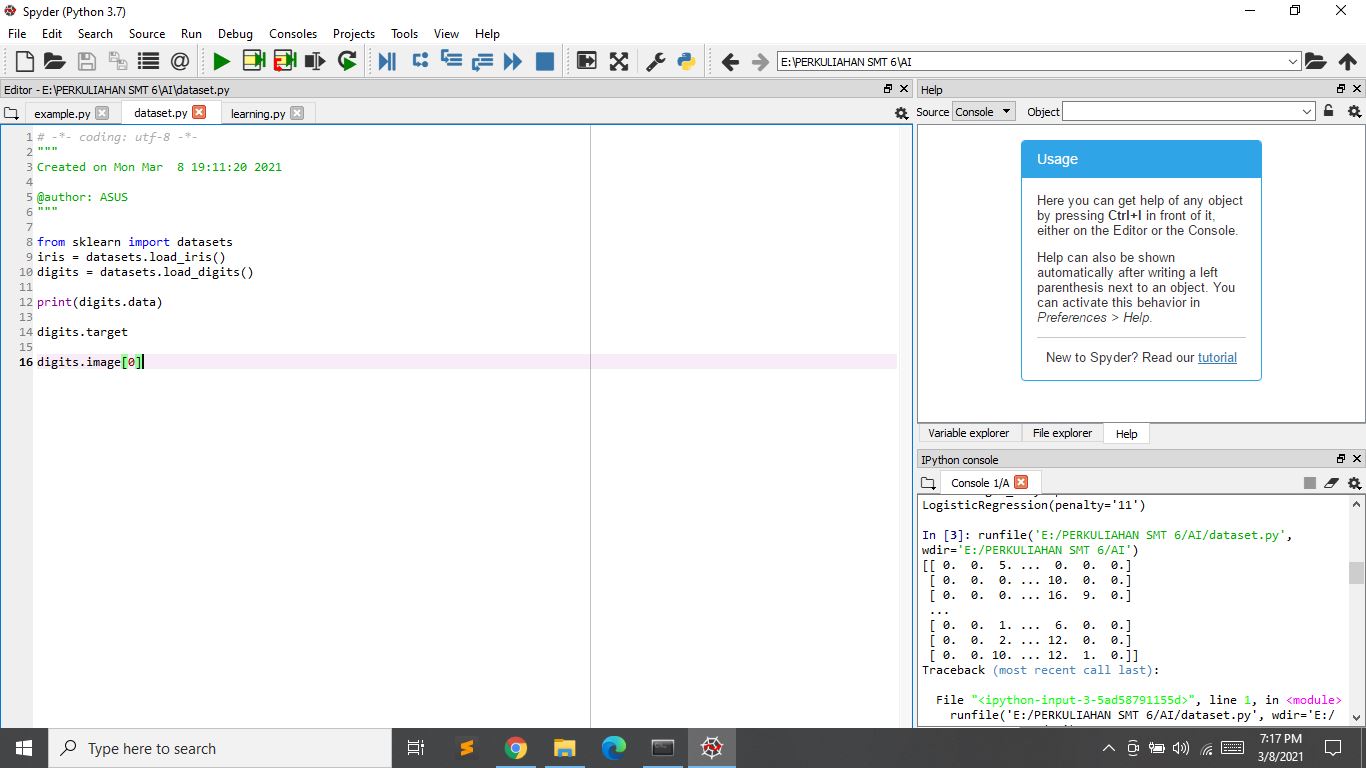 Spyder (Python 3.7)
File Edit Search Source Run Debug Consoles Projects Tools View Help
E:\PERKULIAHAN SMT 6\AI
Editor - E:\PERKULIAHAN SMT 6\AI\dataset.py
example.py dataset.py learning.py
1 # -*- coding: utf-8 -*-
2 """
3 Created on Mon Mar  8 19:11:20 2021
4
5 @author: ASUS
6 """
7
8 from sklearn import datasets
9 iris = datasets.load_iris()
10 digits = datasets.load_digits()
11
12 print(digits.data)
13
14 digits.target
15
16 digits.image[0]
Help
Source Console Object
Usage
Here you can get help of any object
by pressing Ctrl+I in front of it,
either on the Editor or the Console.
Help can also be shown
automatically after writing a left
parenthesis next to an object. You
can activate this behavior in
Preferences > Help.
New to Spyder? Read our tutorial
Variable explorer File explorer Help
IPython console
Console 1/A
LogisticRegression(penalty='11')
In [3]: runfile('E:/PERKULIAHAN SMT 6/AI/dataset.py',
wdir='E:/PERKULIAHAN SMT 6/AI')
[[ 0.  0.  5. ...  0.  0.  0.]
[ 0.  0.  0. ... 10.  0.  0.]
[ 0.  0.  0. ... 16.  9.  0.]
...
[ 0.  0.  1. ...  6.  0.  0.]
[ 0.  0.  2. ... 12.  0.  0.]
[ 0.  0. 10. ... 12.  1.  0.]]
Traceback (most recent call last):
File "<ipython-input-3-5ad58791155d>", line 1, in <module>
runfile('E:/PERKULIAHAN SMT 6/AI/dataset.py', wdir='E:/
Type here to search
7:17 PM
3/8/2021